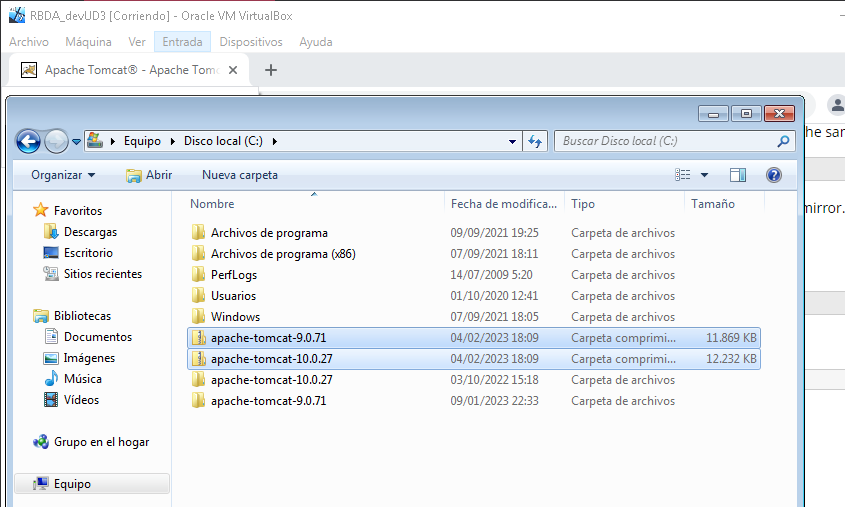 RBDA_devUD3 [Corriendo] - Oracle VM VirtualBox
Archivo Máquina Ver Entrada Dispositivos Ayuda
Apache Tomcat® - Apache Tomc
Equipo Disco local (C:)
Buscar Disco local (C:)
he sar
Organizar Abrir Nueva carpeta
Nombre Fecha de modifica... Tipo Tamaño
mirror.
Favoritos
Descargas
Escritorio
Sitios recientes
Bibliotecas
Documentos
Imágenes
Música
Vídeos
Grupo en el hogar
Equipo
Archivos de programa 09/09/2021 19:25 Carpeta de archivos
Archivos de programa (x86) 07/09/2021 18:11 Carpeta de archivos
PerfLogs 14/07/2009 5:20 Carpeta de archivos
Usuarios 01/10/2020 12:41 Carpeta de archivos
Windows 07/09/2021 18:05 Carpeta de archivos
apache-tomcat-9.0.71 04/02/2023 18:09 Carpeta comprimi... 11.869 KB
apache-tomcat-10.0.27 04/02/2023 18:09 Carpeta comprimi... 12.232 KB
apache-tomcat-10.0.27 03/10/2022 15:18 Carpeta de archivos
apache-tomcat-9.0.71 09/01/2023 22:33 Carpeta de archivos